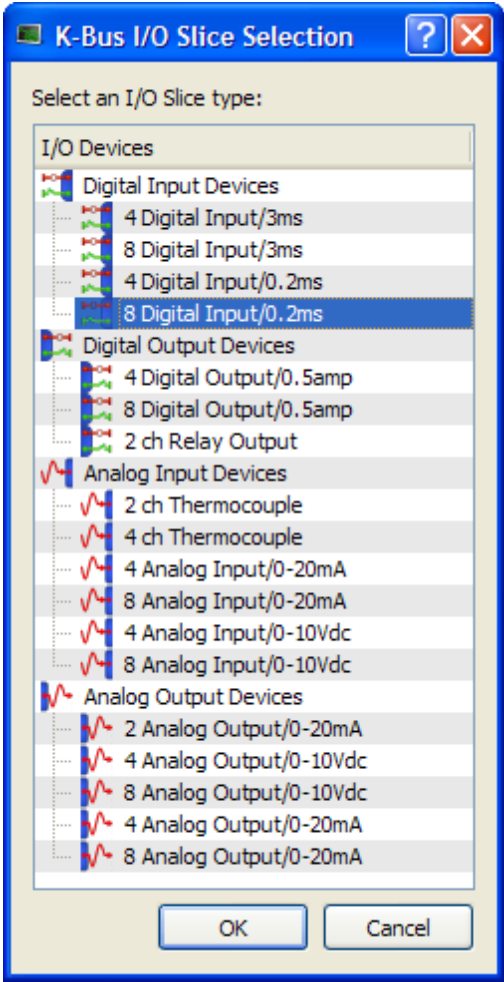 K-Bus I/O Slice Selection
Select an I/O Slice type:
I/O Devices
Digital Input Devices
4 Digital Input/3ms
8 Digital Input/3ms
4 Digital Input/0.2ms
8 Digital Input/0.2ms
Digital Output Devices
4 Digital Output/0.5amp
8 Digital Output/0.5amp
2 ch Relay Output
Analog Input Devices
2 ch Thermocouple
4 ch Thermocouple
4 Analog Input/0-20mA
8 Analog Input/0-20mA
4 Analog Input/0-10Vdc
8 Analog Input/0-10Vdc
Analog Output Devices
2 Analog Output/0-20mA
4 Analog Output/0-10Vdc
8 Analog Output/0-10Vdc
4 Analog Output/0-20mA
8 Analog Output/0-20mA
OK Cancel